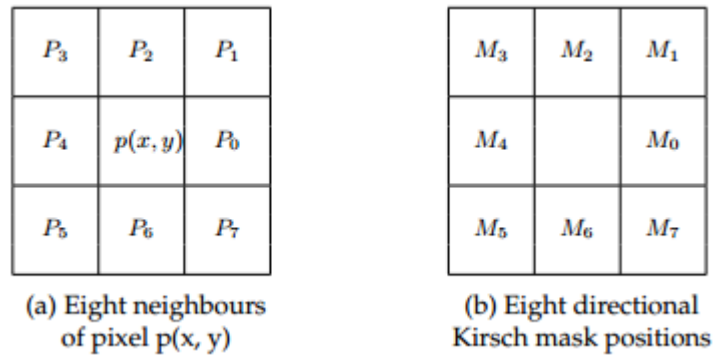 P₃ P₂ P₁
P₄ p(x, y) P₀
P₅ P₆ P₇
(a) Eight neighbours
of pixel p(x, y)
M₃ M₂ M₁
M₄ M₀
M₅ M₆ M₇
(b) Eight directional
Kirsch mask positions